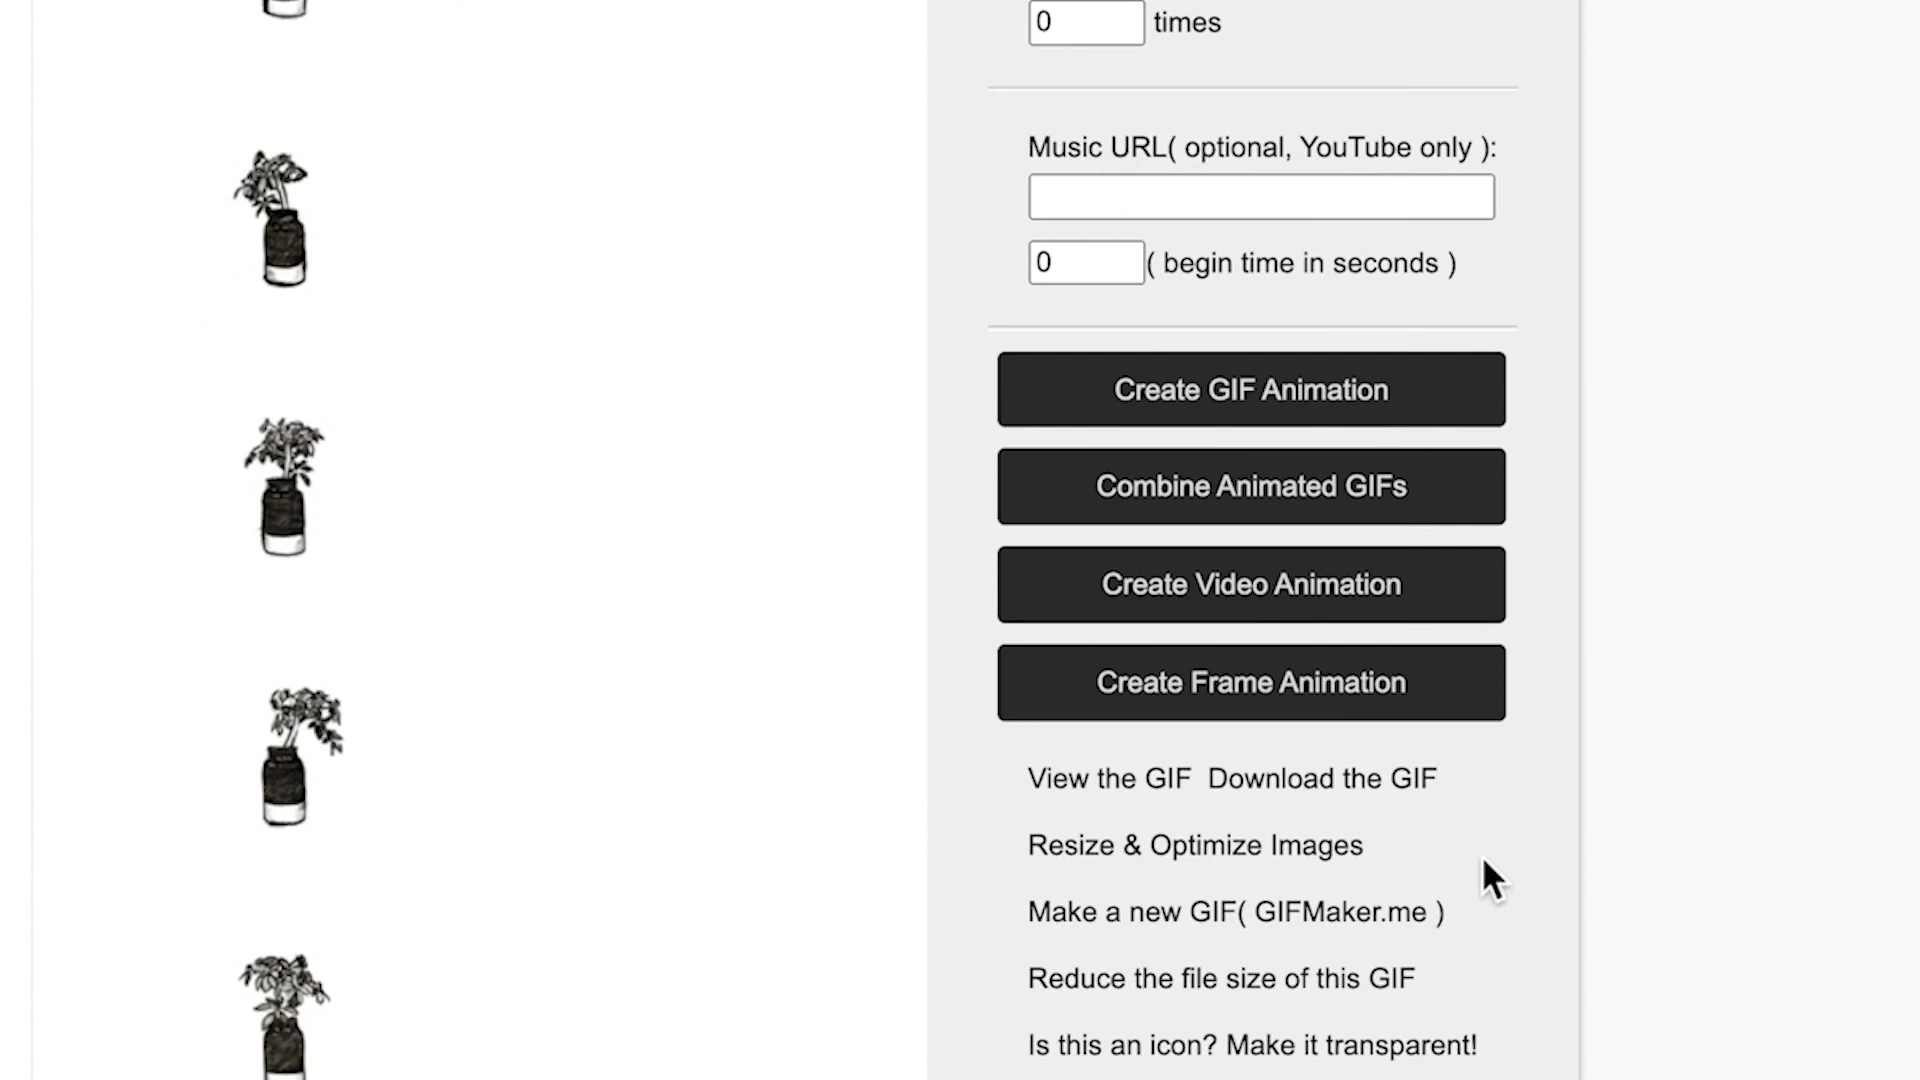 0 times
Music URL( optional, YouTube only ):
0 ( begin time in seconds )
Create GIF Animation
Combine Animated GIFs
Create Video Animation
Create Frame Animation
View the GIF Download the GIF
Resize & Optimize Images
Make a new GIF( GIFMaker.me )
Reduce the file size of this GIF
Is this an icon? Make it transparent!